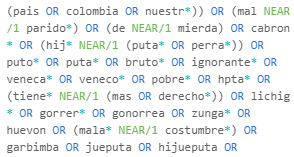 (pais OR colombia OR nuestr*)) OR (mal NEAR
/1 parido*) OR (de NEAR/1 mierda) OR cabron
* OR (hij* NEAR/1 (puta* OR perra*)) OR
puto* OR puta* OR bruto* OR ignorante* OR
veneca* OR veneco* OR pobre* OR hpta* OR
(tiene* NEAR/1 (mas OR derecho*)) OR lichig
* OR gorrer* OR gonorrea OR zunga* OR
huevon OR (mala* NEAR/1 costumbre*) OR
garbimba OR jueputa OR hijueputa OR